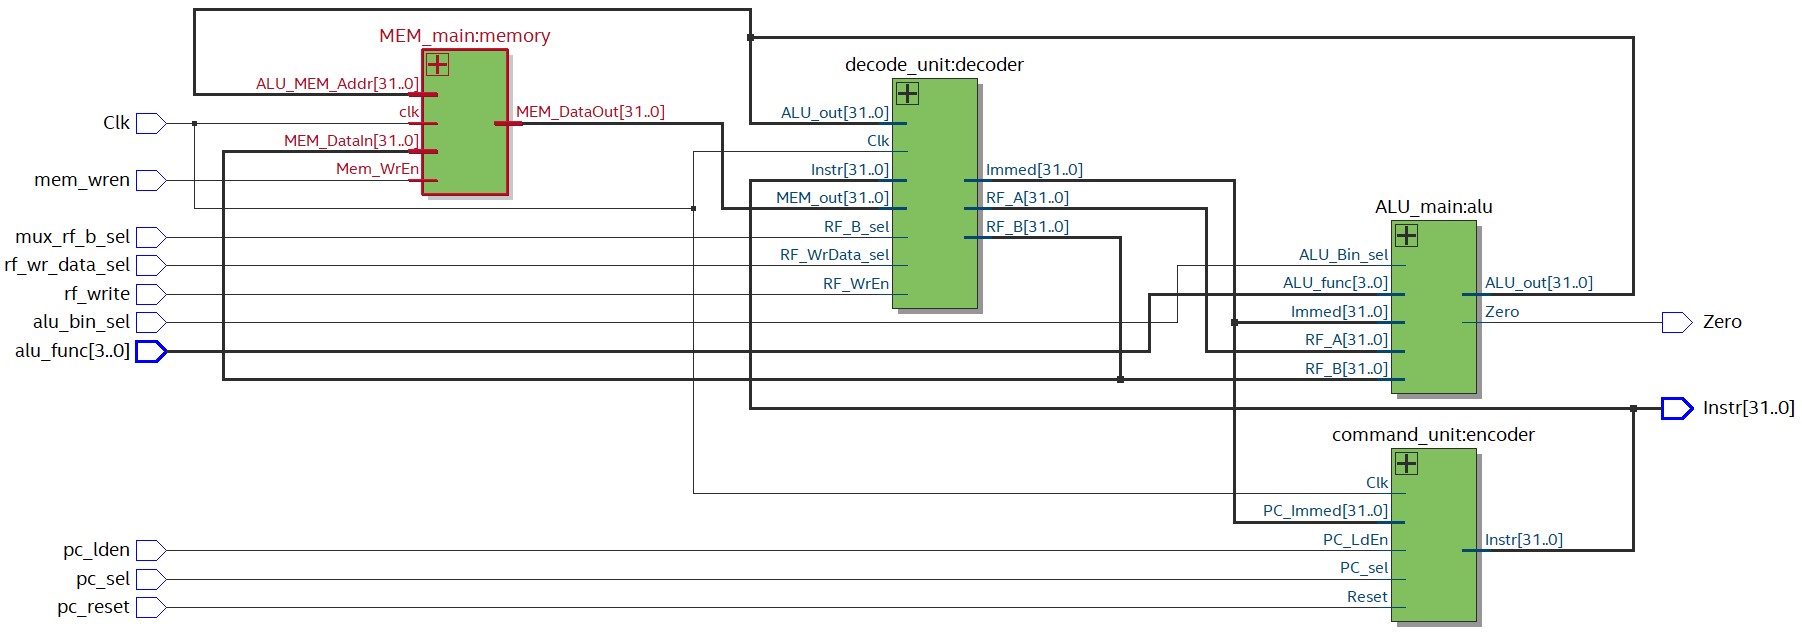 MEM_main:memory
ALU_MEM_Addr[31..0]
clk
MEM_DataIn[31..0]
Mem_WrEn
MEM_DataOut[31..0]
Clk
mem_wren
mux_rf_b_sel
rf_wr_data_sel
rf_write
alu_bin_sel
alu_func[3..0]
pc_lden
pc_sel
pc_reset
decode_unit:decoder
ALU_out[31..0]
Clk
Instr[31..0]
MEM_out[31..0]
RF_B_sel
RF_WrData_sel
RF_WrEn
Immed[31..0]
RF_A[31..0]
RF_B[31..0]
ALU_main:alu
ALU_Bin_sel
ALU_func[3..0]
Immed[31..0]
RF_A[31..0]
RF_B[31..0]
ALU_out[31..0]
Zero
Zero
Instr[31..0]
command_unit:encoder
Clk
PC_Immed[31..0]
PC_LdEn
PC_sel
Reset
Instr[31..0]